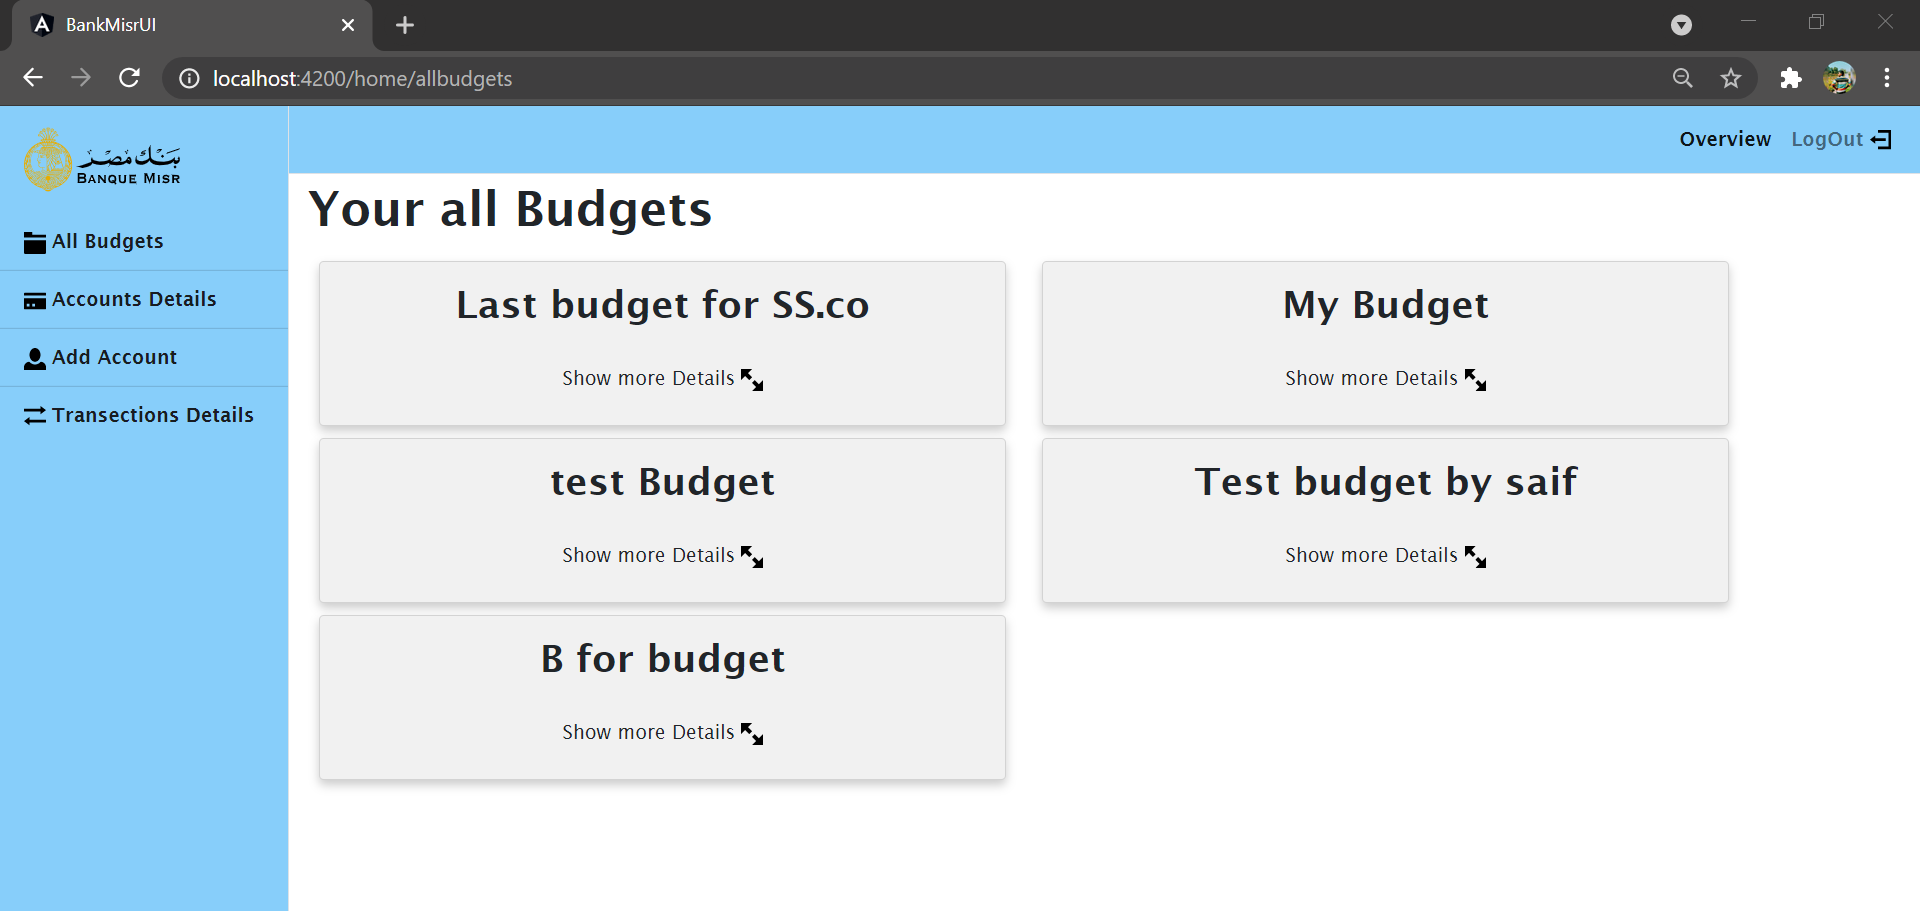 BankMisrUI
localhost:4200/home/allbudgets
بنك مصر
BANQUE MISR
Overview LogOut
All Budgets
Accounts Details
Add Account
Transections Details
Your all Budgets
Last budget for SS.co
Show more Details
My Budget
Show more Details
test Budget
Show more Details
Test budget by saif
Show more Details
B for budget
Show more Details